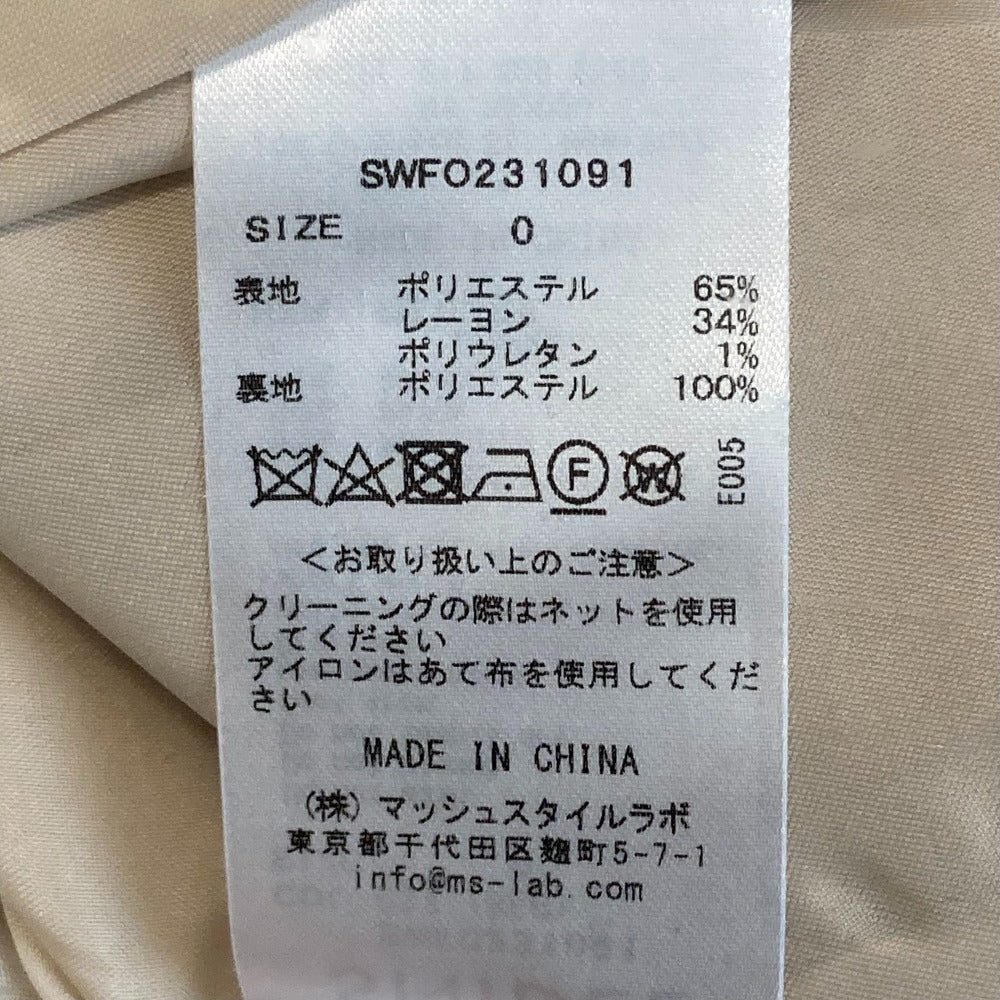 SWFO231091
SIZE 0
表地 ポリエステル 65%
レーヨン 34%
ポリウレタン 1%
裏地 ポリエステル 100%
F W E005
<お取り扱い上のご注意>
クリーニングの際はネットを使用
してください
アイロンはあて布を使用してくだ
さい
MADE IN CHINA
(株)マッシュスタイルラボ
東京都千代田区麹町5-7-1
info@ms-lab.com